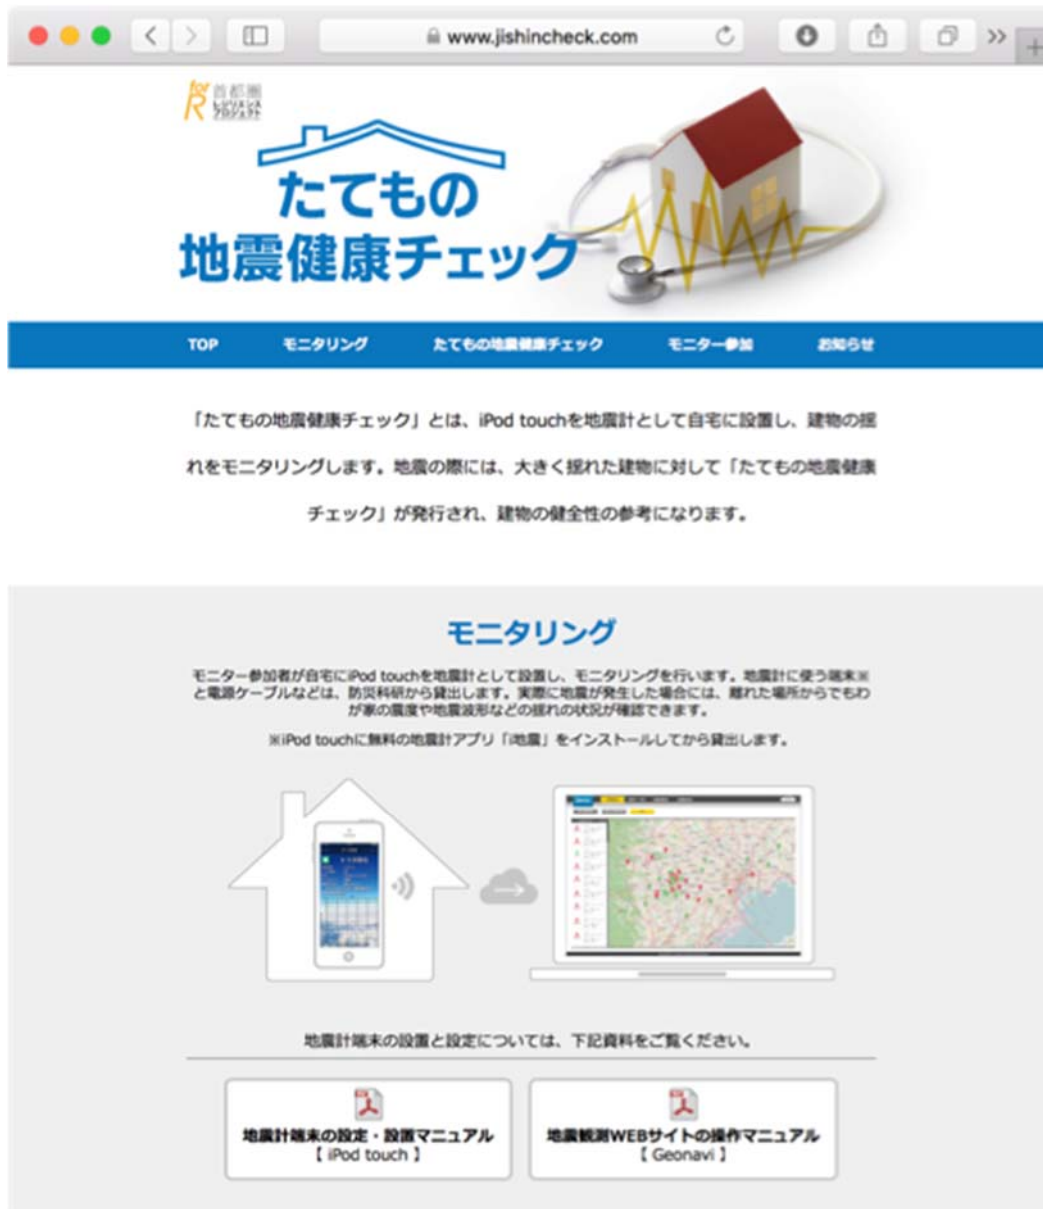 www.jishincheck.com
for R 首都圏
レジリエンス
プロジェクト
たてもの
地震健康チェック
TOP モニタリング たてもの地震健康チェック モニター参加 お知らせ
「たてもの地震健康チェック」とは、iPod touchを地震計として自宅に設置し、建物の揺
れをモニタリングします。地震の際には、大きく揺れた建物に対して「たてもの地震健康
チェック」が発行され、建物の健全性の参考になります。
モニタリング
モニター参加者が自宅にiPod touchを地震計として設置し、モニタリングを行います。地震計に使う端末※
と電源ケーブルなどは、防災科研から貸出します。実際に地震が発生した場合には、離れた場所からでもわ
が家の震度や地震波形などの揺れの状況が確認できます。
※iPod touchに無料の地震計アプリ「i地震」をインストールしてから貸出します。
地震計端末の設置と設定については、下記資料をご覧ください。
地震計端末の設定・設置マニュアル
【 iPod touch 】
地震観測WEBサイトの操作マニュアル
【 Geonavi 】